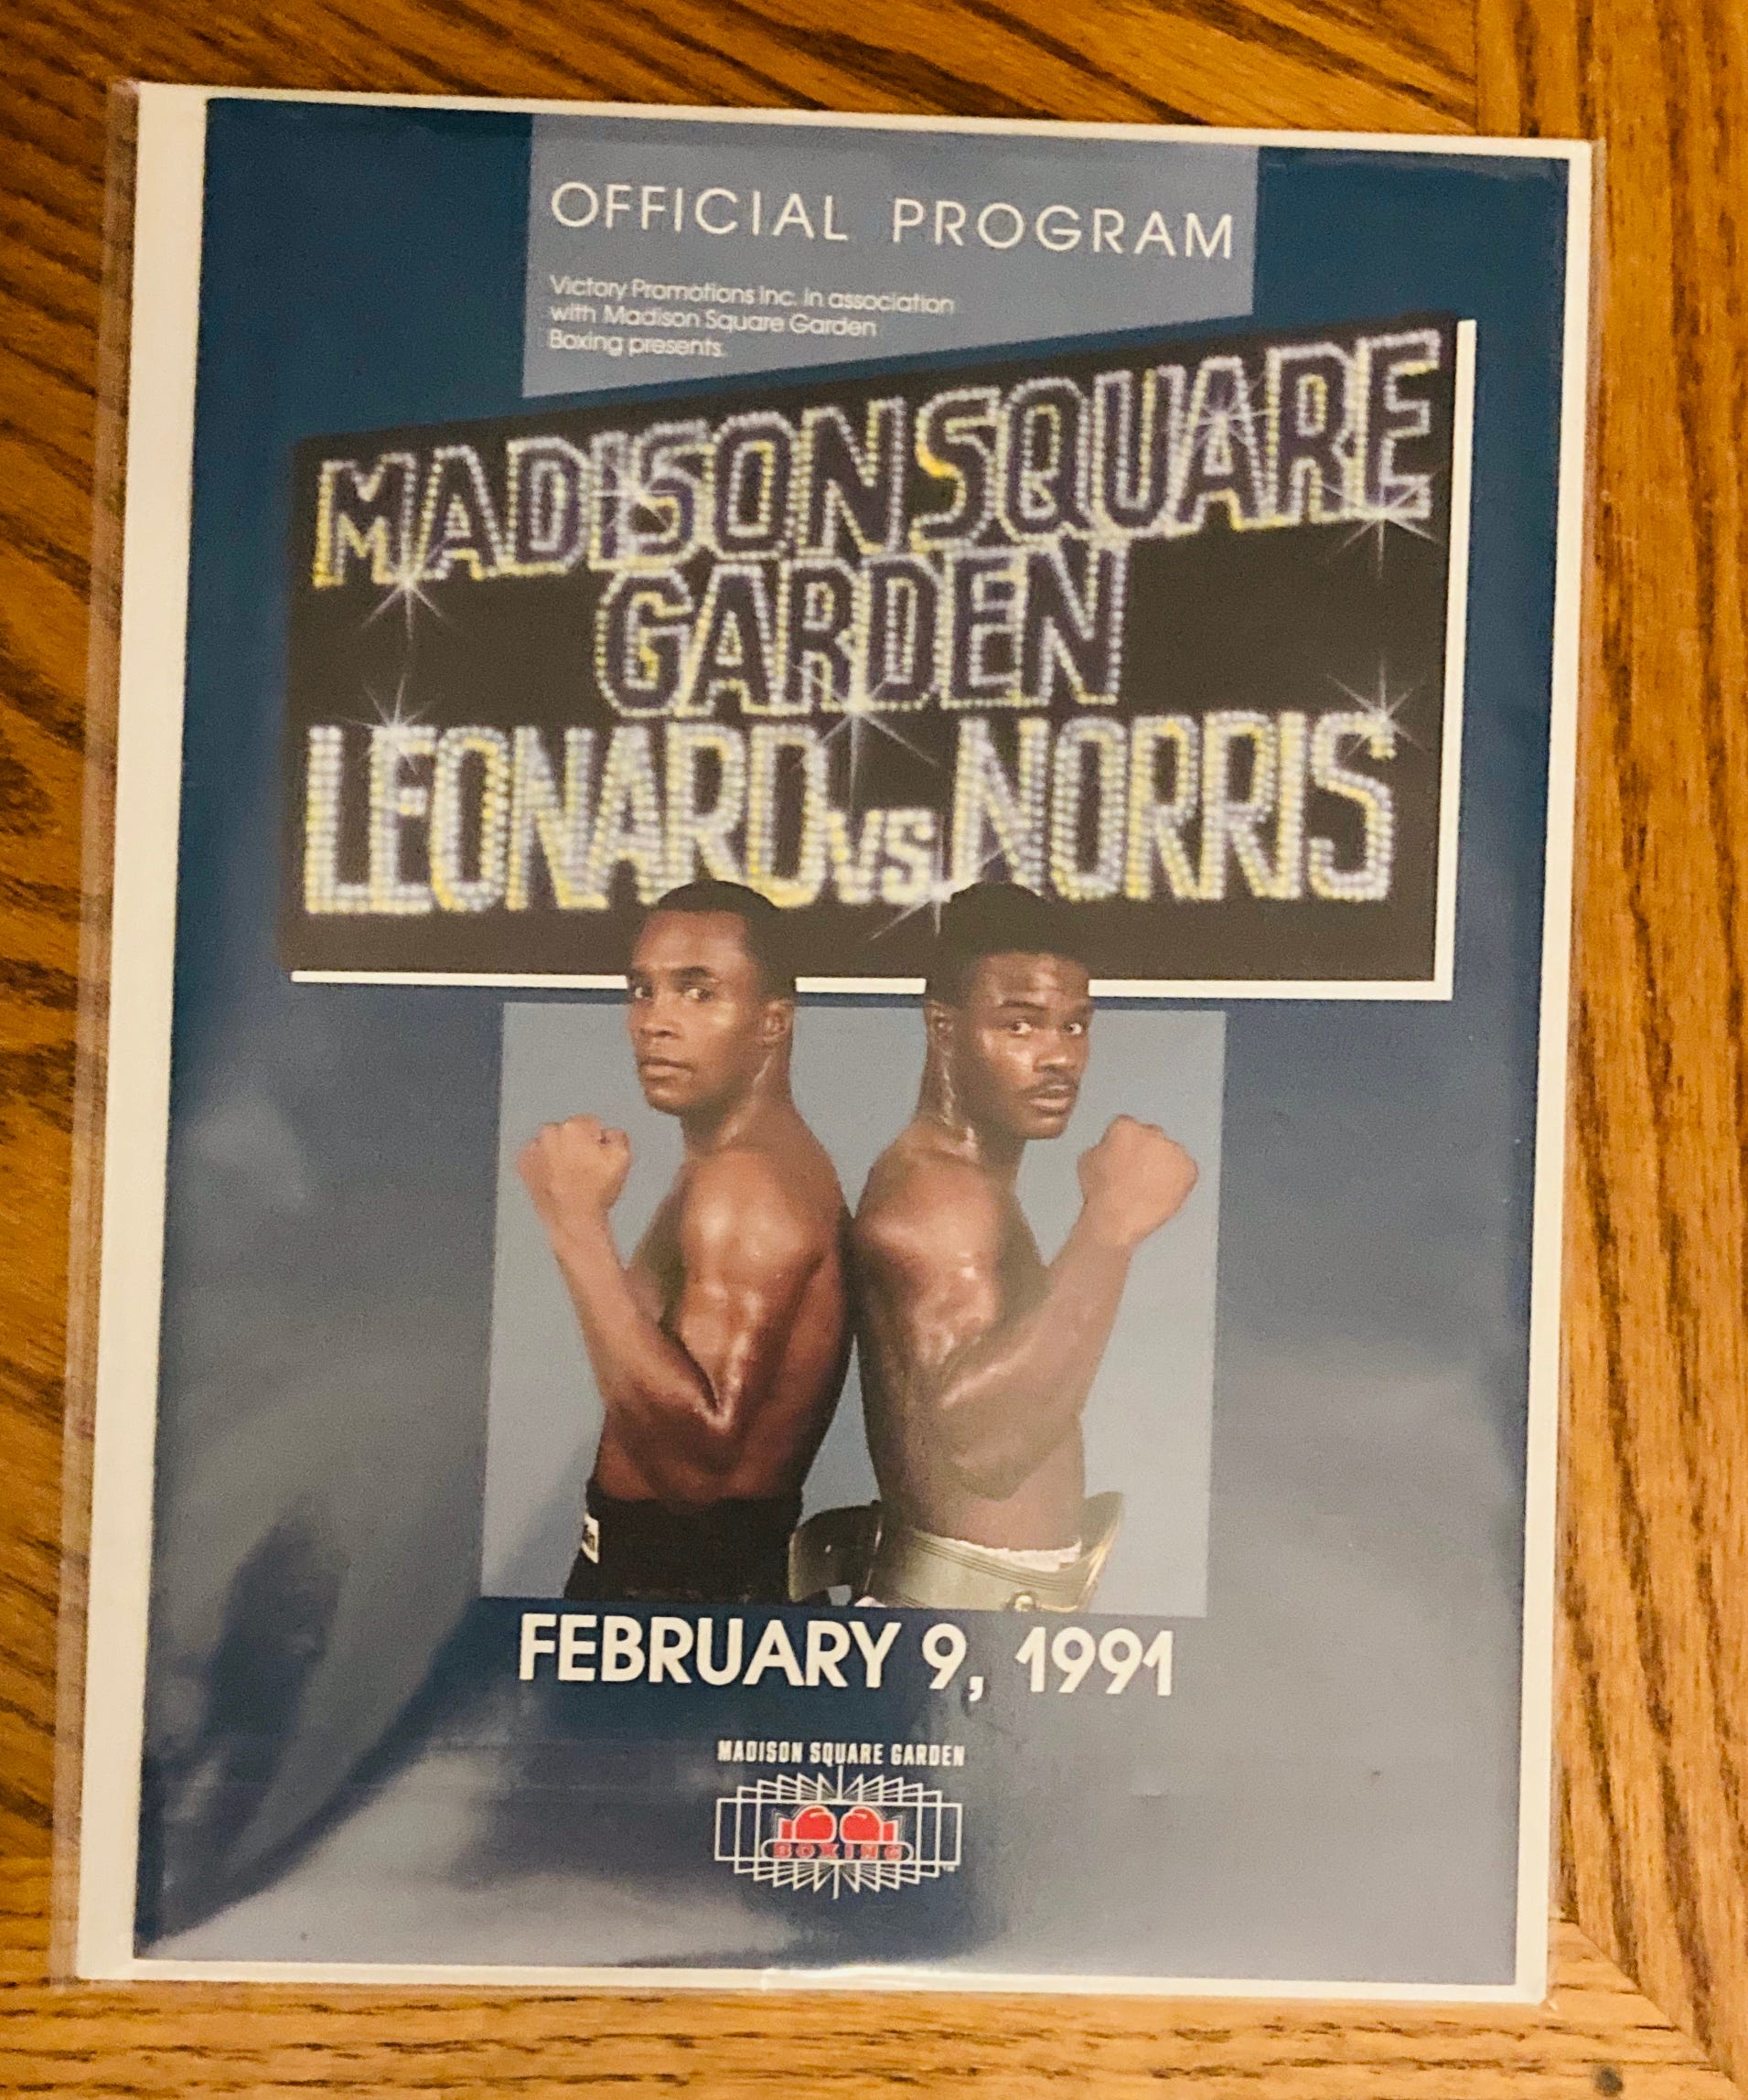 OFFICIAL PROGRAM
Victory Promotions Inc. in association
with Madison Square Garden
Boxing presents.
MADISON SQUARE
GARDEN
LEONARD VS NORRIS
FEBRUARY 9, 1991
MADISON SQUARE GARDEN
BOXING